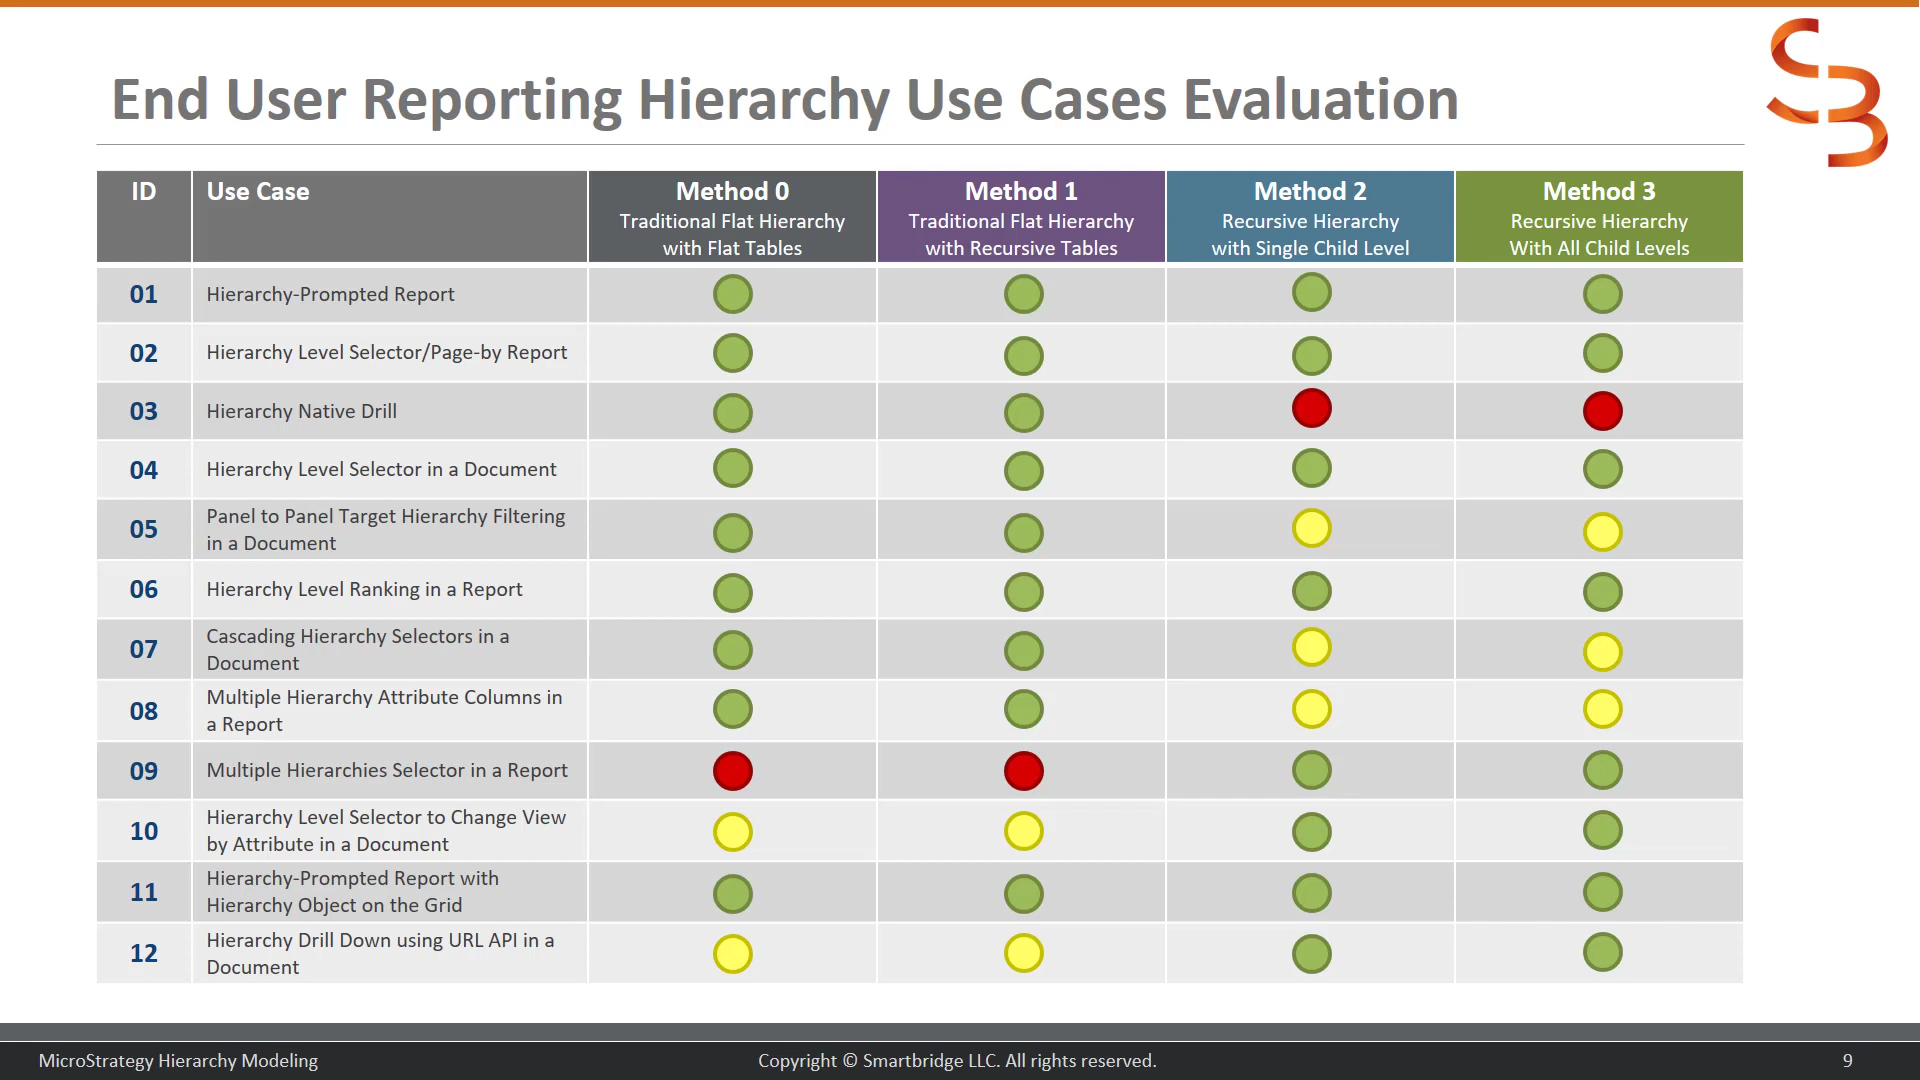 End User Reporting Hierarchy Use Cases Evaluation
SB
ID
Use Case
Method 0
Traditional Flat Hierarchy
with Flat Tables
Method 1
Traditional Flat Hierarchy
with Recursive Tables
Method 2
Recursive Hierarchy
with Single Child Level
Method 3
Recursive Hierarchy
With All Child Levels
01
Hierarchy-Prompted Report
02
Hierarchy Level Selector/Page-by Report
03
Hierarchy Native Drill
04
Hierarchy Level Selector in a Document
05
Panel to Panel Target Hierarchy Filtering
in a Document
06
Hierarchy Level Ranking in a Report
07
Cascading Hierarchy Selectors in a
Document
08
Multiple Hierarchy Attribute Columns in
a Report
09
Multiple Hierarchies Selector in a Report
10
Hierarchy Level Selector to Change View
by Attribute in a Document
11
Hierarchy-Prompted Report with
Hierarchy Object on the Grid
12
Hierarchy Drill Down using URL API in a
Document
MicroStrategy Hierarchy Modeling
Copyright © Smartbridge LLC. All rights reserved.
9